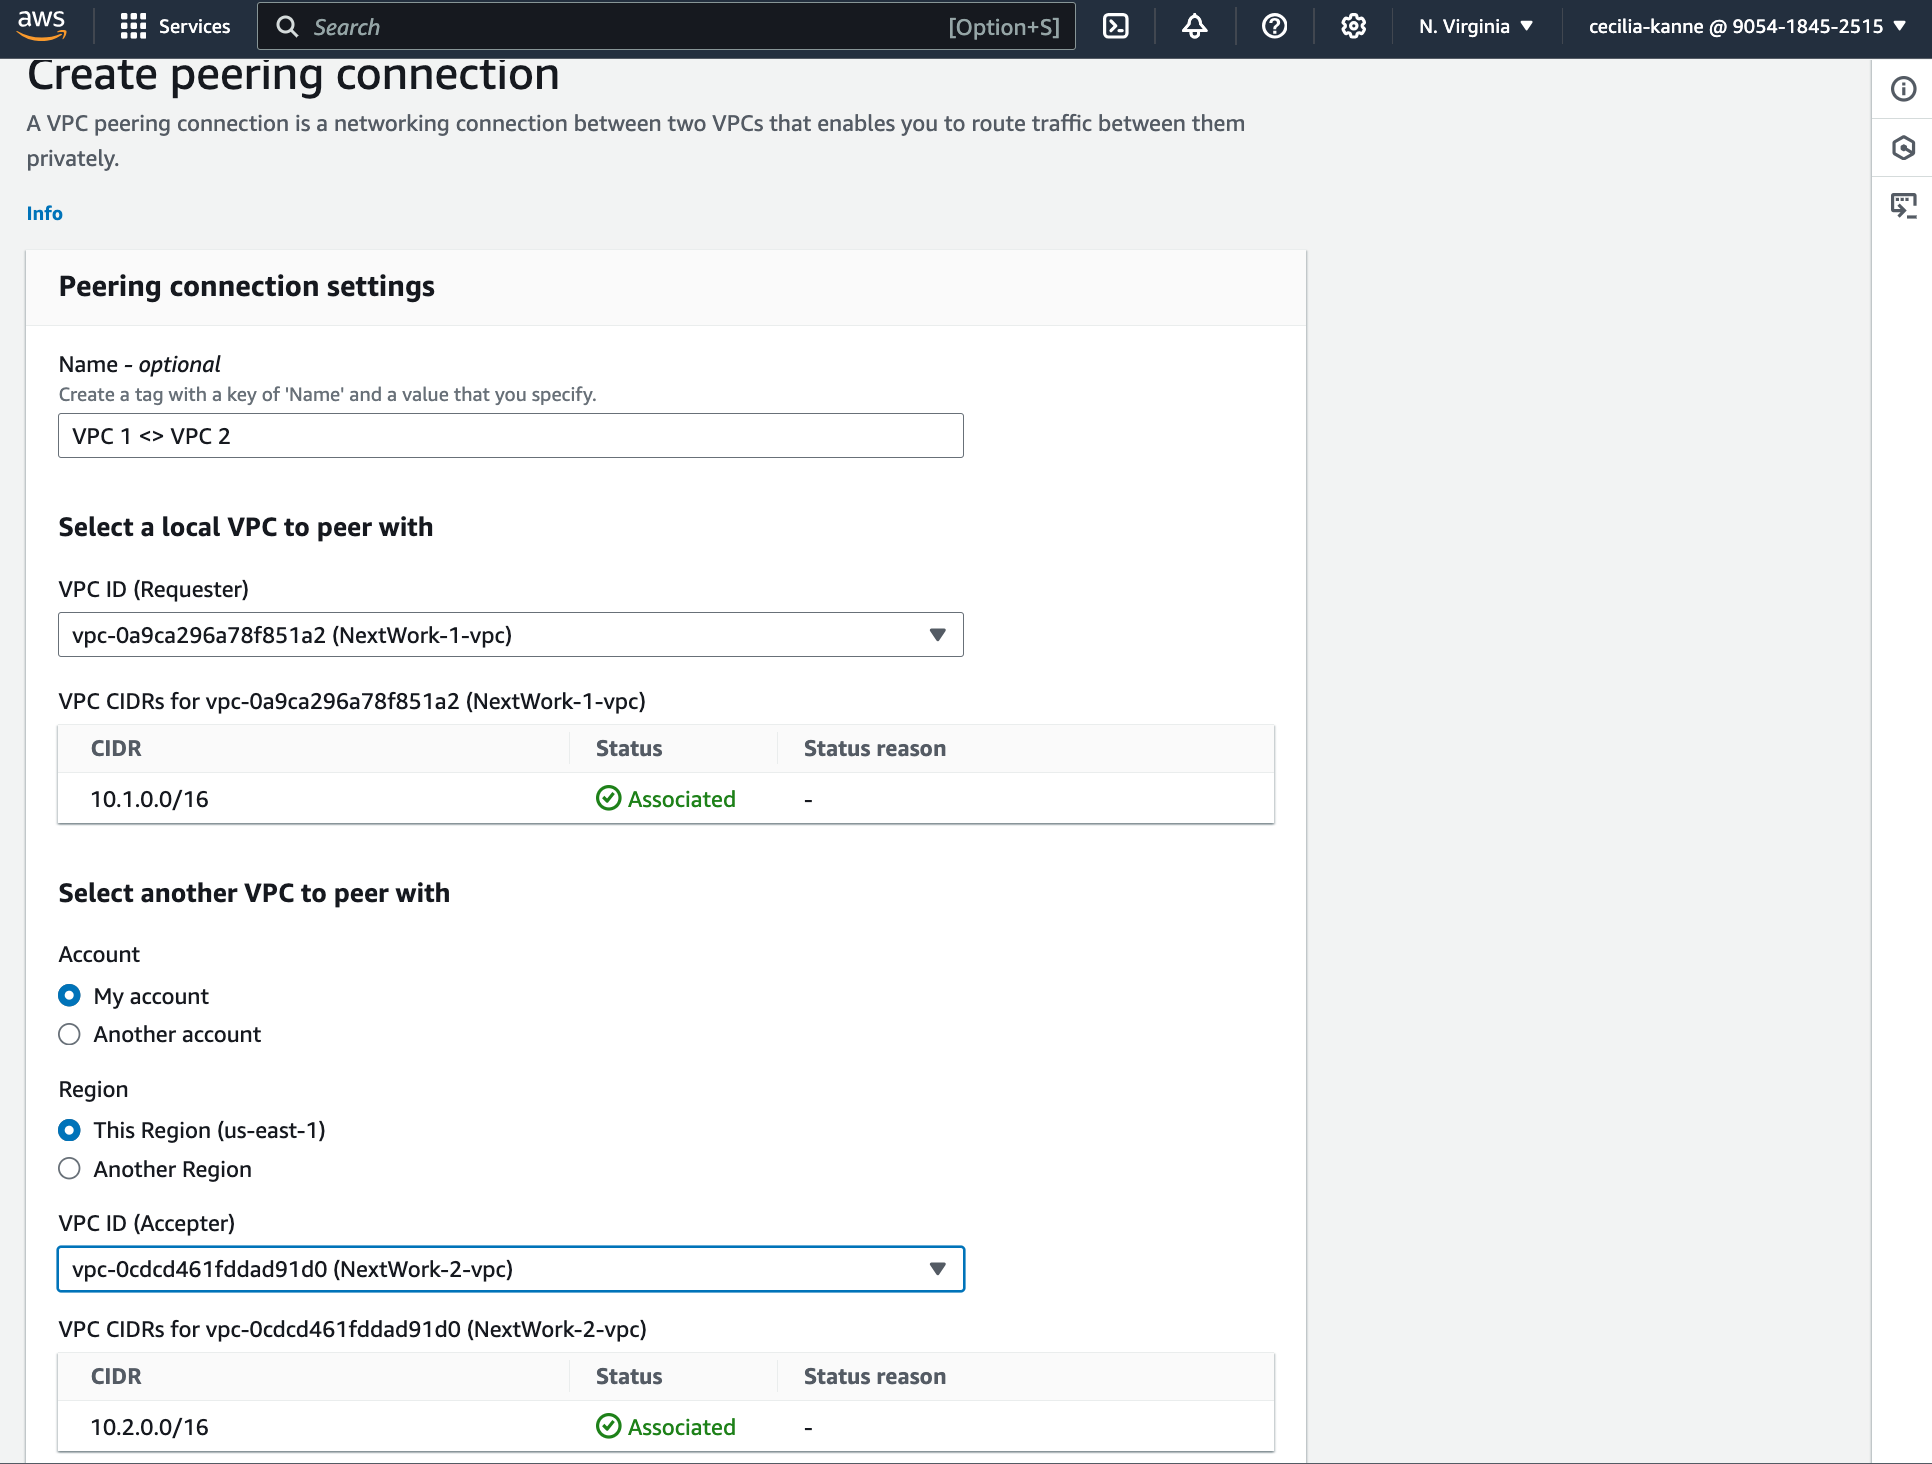 aws Services Search [Option+S] N. Virginia cecilia-kanne @ 9054-1845-2515
Create peering connection
A VPC peering connection is a networking connection between two VPCs that enables you to route traffic between them
privately.
Info
Peering connection settings
Name - optional
Create a tag with a key of 'Name' and a value that you specify.
VPC 1 <> VPC 2
Select a local VPC to peer with
VPC ID (Requester)
vpc-0a9ca296a78f851a2 (NextWork-1-vpc)
VPC CIDRs for vpc-0a9ca296a78f851a2 (NextWork-1-vpc)
CIDR Status Status reason
10.1.0.0/16 Associated -
Select another VPC to peer with
Account
My account
Another account
Region
This Region (us-east-1)
Another Region
VPC ID (Accepter)
vpc-0cdcd461fddad91d0 (NextWork-2-vpc)
VPC CIDRs for vpc-0cdcd461fddad91d0 (NextWork-2-vpc)
CIDR Status Status reason
10.2.0.0/16 Associated -